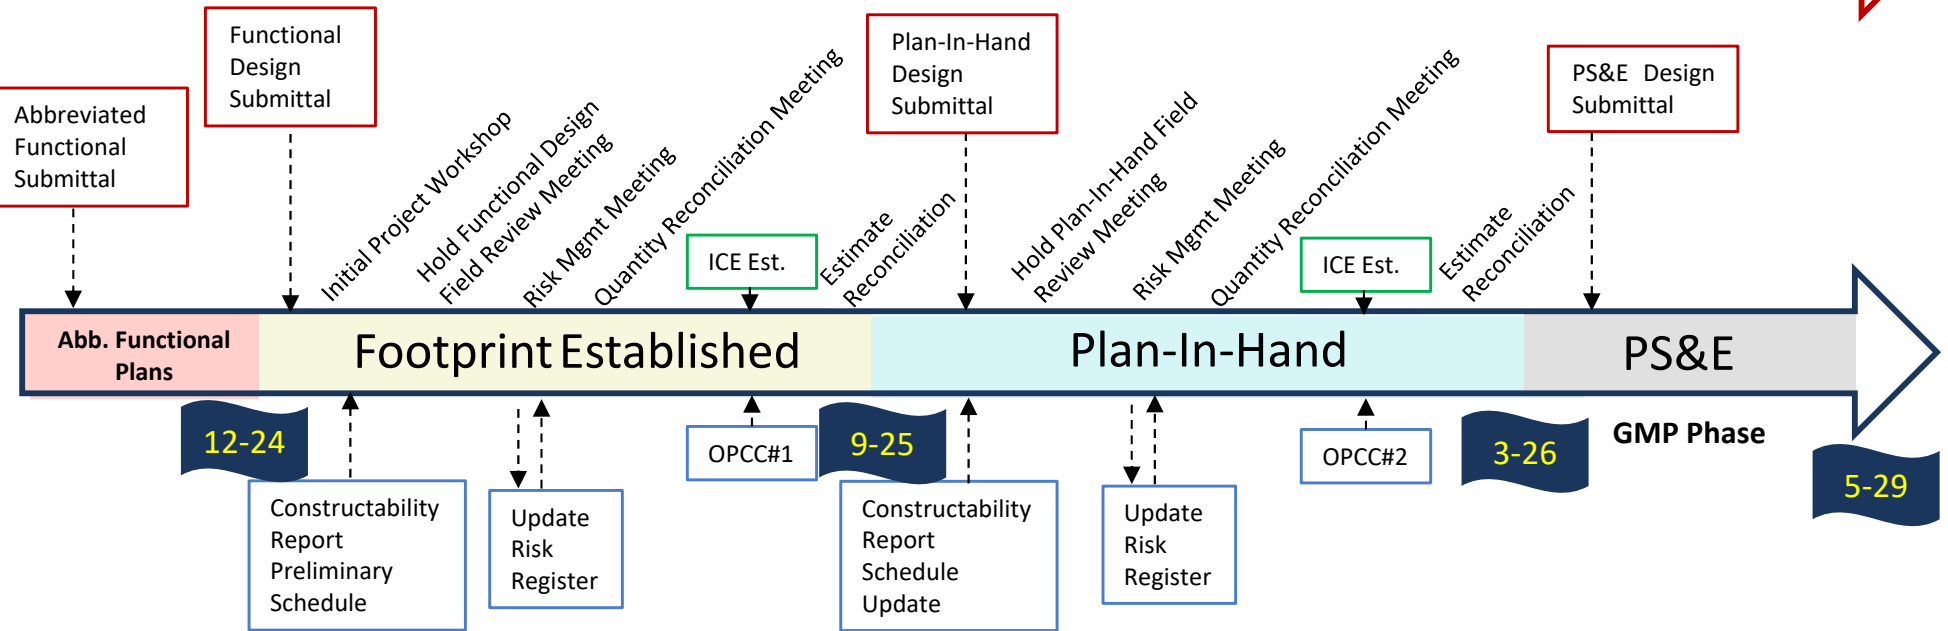 Abbreviated
Functional
Submittal
Functional
Design
Submittal
Initial Project Workshop
Hold Functional Design
Field Review Meeting
Risk Mgmt Meeting
Quantity Reconciliation Meeting
ICE Est.
Estimate
Reconciliation
Plan-In-Hand
Design
Submittal
Hold Plan-In-Hand Field
Review Meeting
Risk Mgmt Meeting
Quantity Reconciliation Meeting
ICE Est.
Estimate
Reconciliation
PS&E Design
Submittal
Abb. Functional
Plans
Footprint Established
Plan-In-Hand
PS&E
12-24
Constructability
Report
Preliminary
Schedule
Update
Risk
Register
OPCC#1
9-25
Constructability
Report
Schedule
Update
Update
Risk
Register
OPCC#2
3-26
GMP Phase
5-29